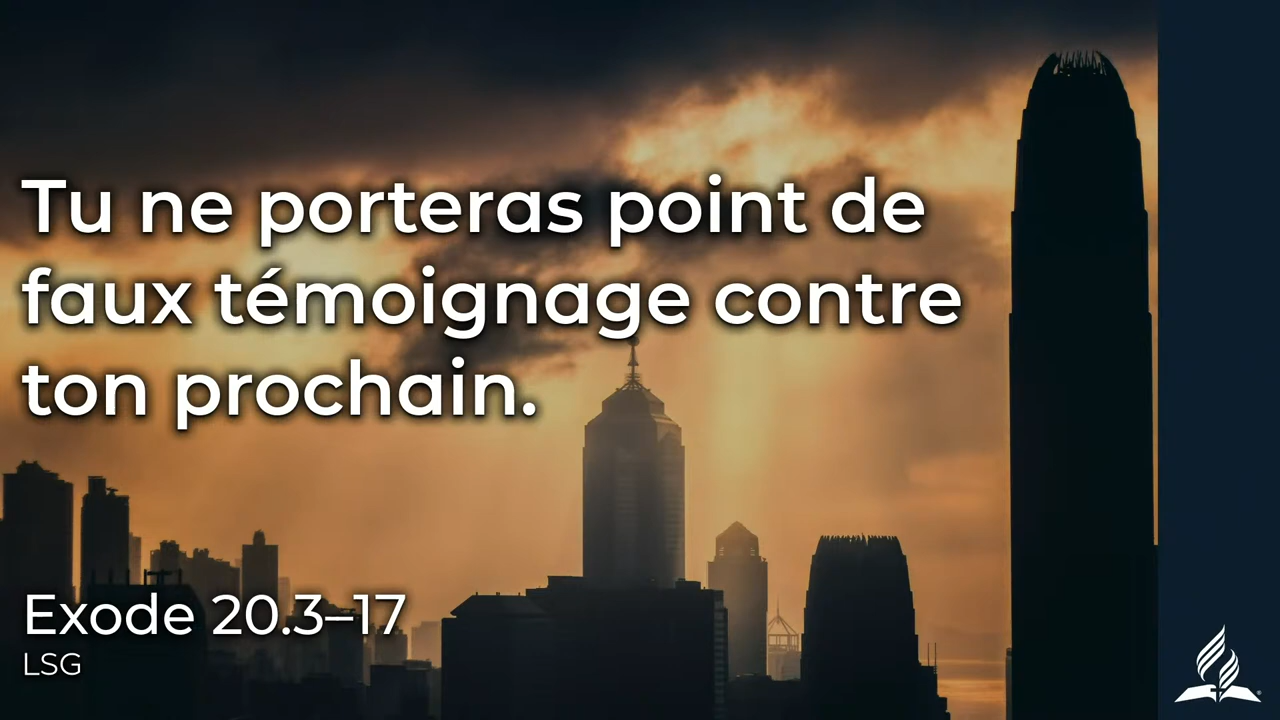 Tu ne porteras point de
faux témoignage contre
ton prochain.
Exode 20.3–17
LSG